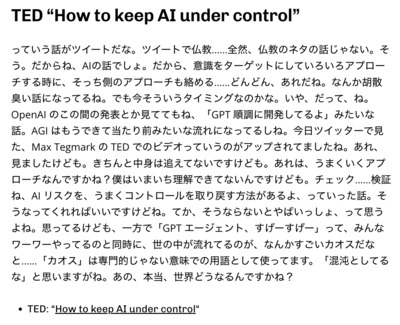 TED “How to keep AI under control”
っていう話がツイートだな。ツイートで仏教……全然、仏教のネタの話じゃない。そ
う。だからね、AIの話でしょ。だから、意識をターゲットにしていろいろアプロー
チする時に、そっち側のアプローチも絡める……どんどん、あれだね。なんか胡散
臭い話になってるね。でも今そういうタイミングなのかな。いや、だって、ね。
OpenAI のこの間の発表とか見ててもね、「GPT 順調に開発してるよ」みたいな
話。AGI はもうできて当たり前みたいな流れになってるしね。今日ツイッターで見
た、Max Tegmark の TED でのビデオっていうのがアップされてましたね。あれ、
見ましたけども。きちんと中身は追えてないですけども。あれは、うまくいくアプ
ローチなんですかね？僕はいまいち理解できてないんですけども。チェック……検証
ね、AI リスクを、うまくコントロールを取り戻す方法があるよ、っていった話。そ
うなってくれればいいですけどね。てか、そうならないとやばいっしょ、って思う
よね。思ってるけども、一方で「GPT エージェント、すげーすげー」って、みんな
ワーワーやってるのと同時に、世の中が流れてるのが、なんかすごいカオスだな
と……「カオス」は専門的じゃない意味での用語として使ってます。「混沌としてる
な」と思いますがね。あの、本当、世界どうなるんですかね？
• TED: “How to keep AI under control“